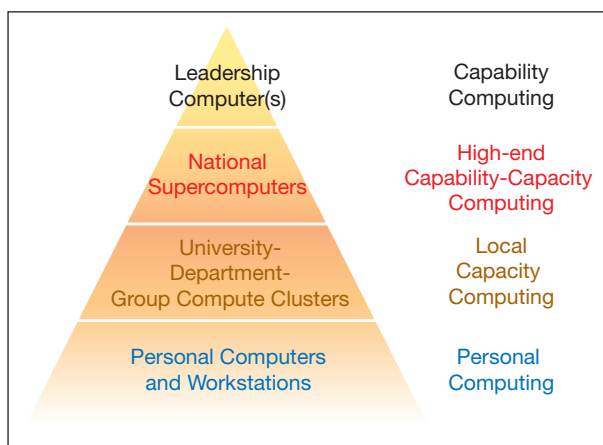 Leadership
Computer(s)
Capability
Computing
National
Supercomputers
High-end
Capability-Capacity
Computing
University-
Department-
Group Compute Clusters
Local
Capacity
Computing
Personal Computers
and Workstations
Personal
Computing